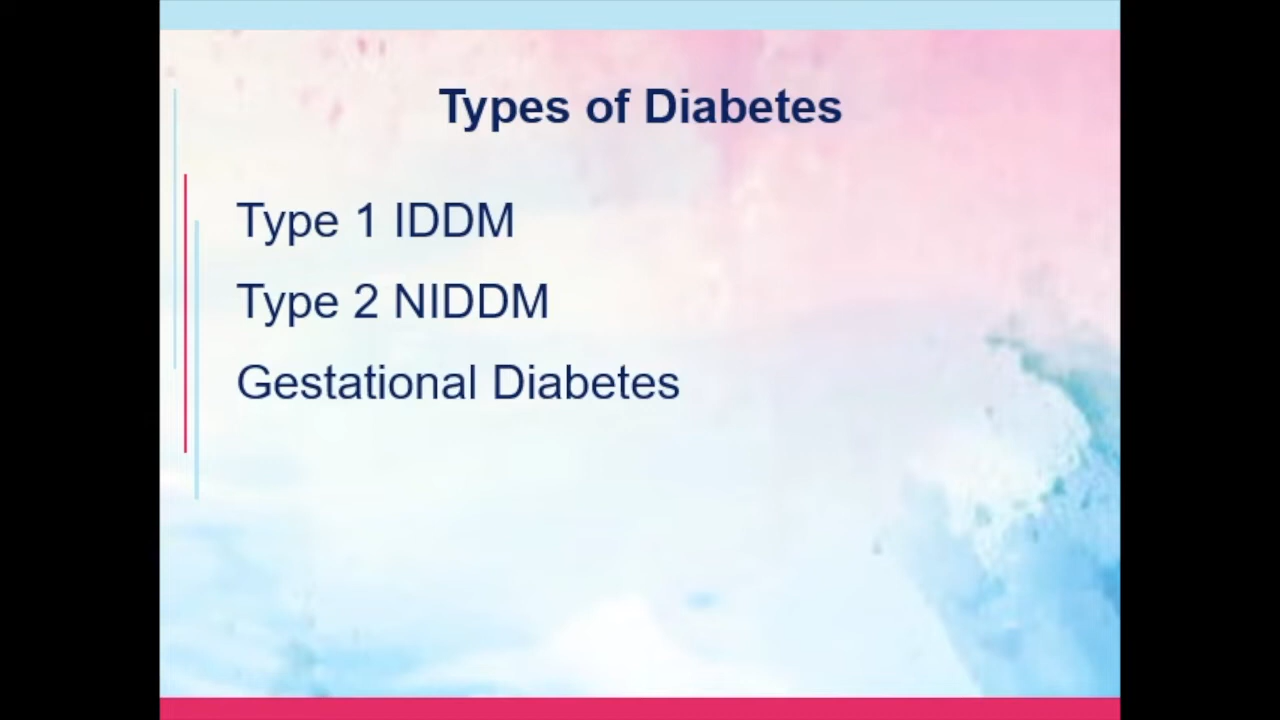 Types of Diabetes
Type 1 IDDM
Type 2 NIDDM
Gestational Diabetes